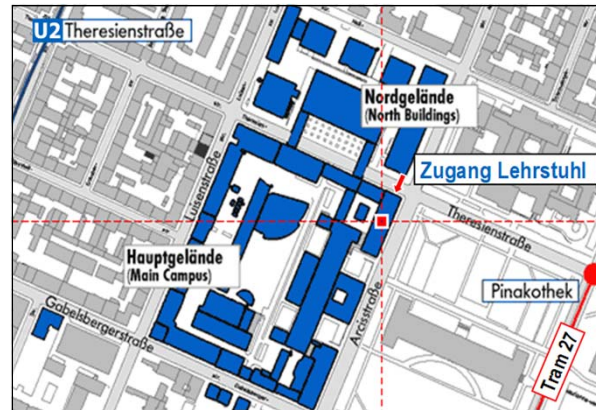 U2 Theresienstraße
Nordgelände
(North Buildings)
Zugang Lehrstuhl
Luisenstraße
Theresienstraße
Hauptgelände
(Main Campus)
Pinakothek
Gabelsbergerstraße
Arcisstraße
Tram 27